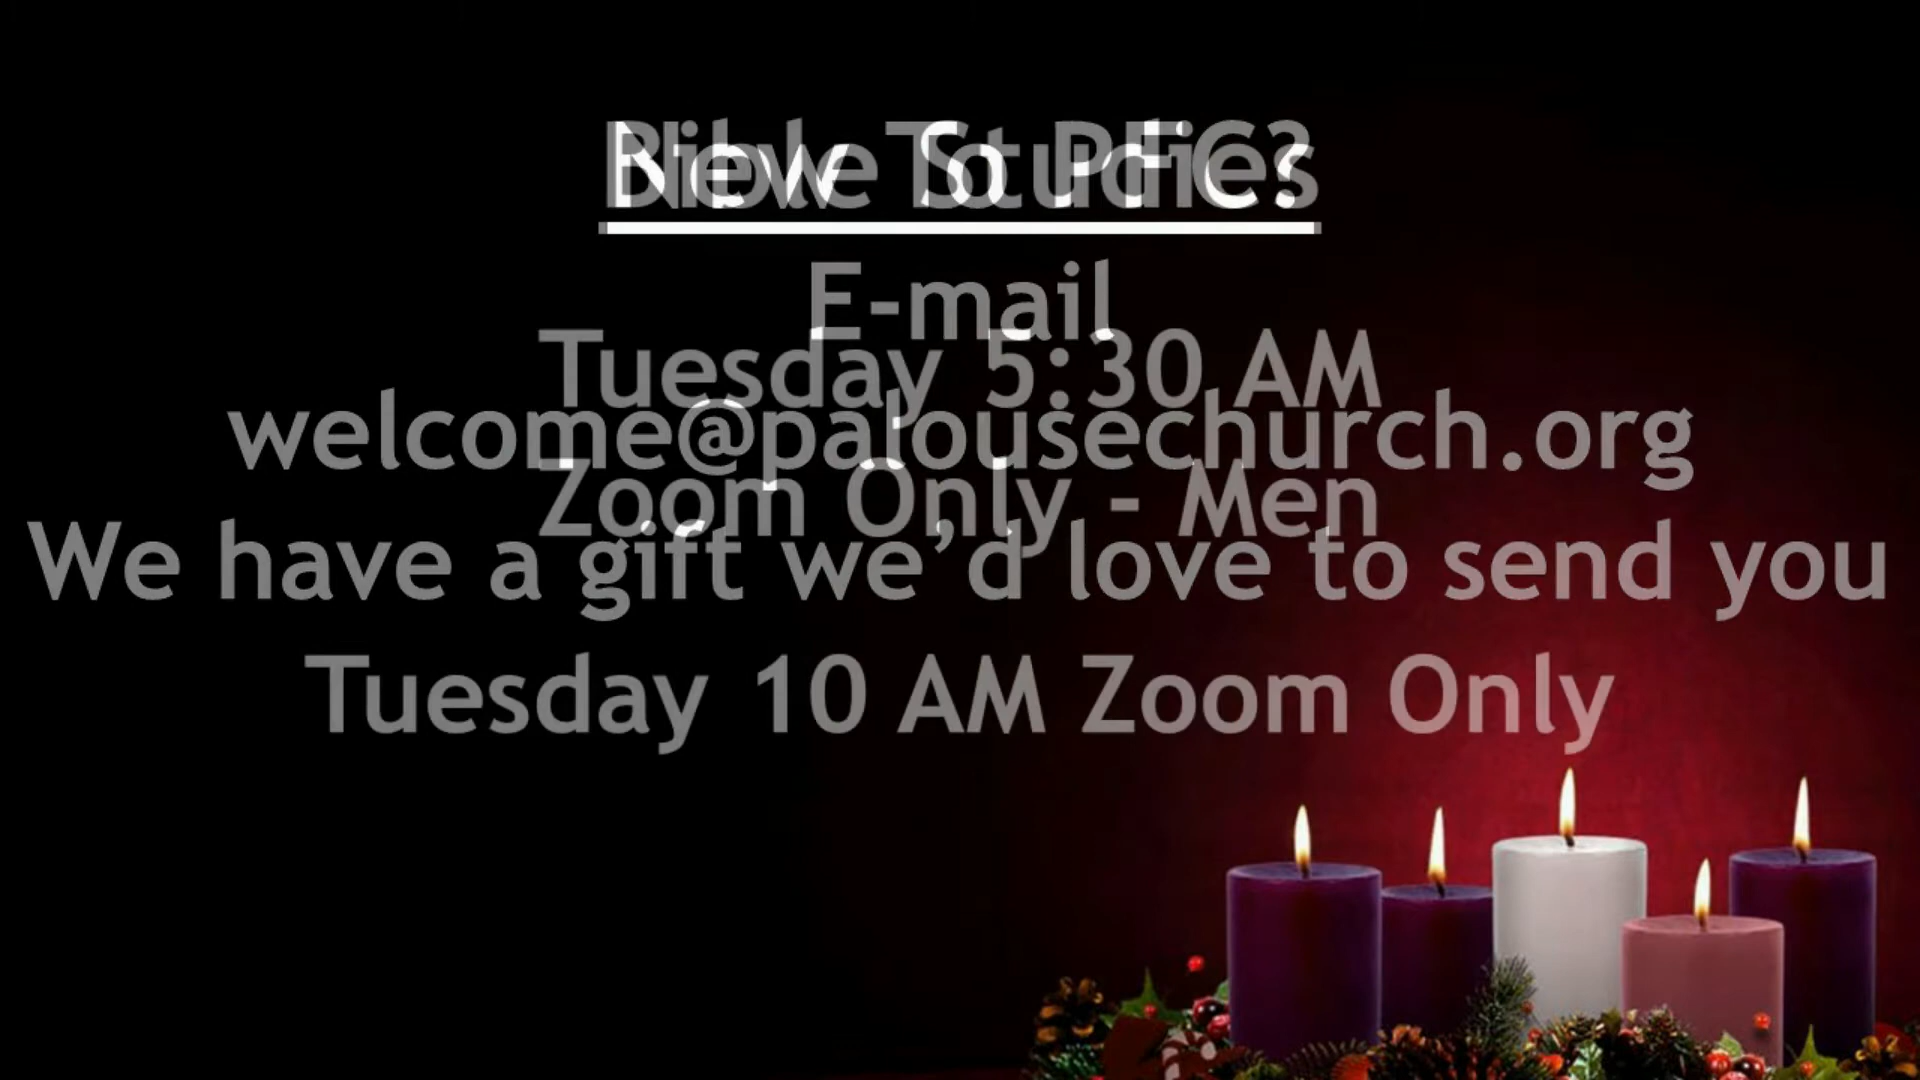 New To PFC?
Bible Studies
E-mail
Tuesday 5:30 AM
welcome@palousechurch.org
Zoom Only - Men
We have a gift we’d love to send you
Tuesday 10 AM Zoom Only